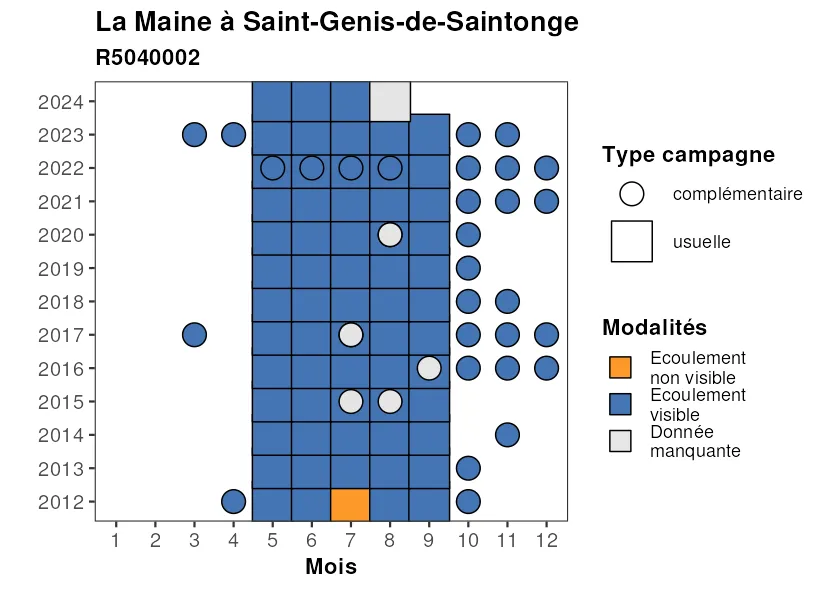 La Maine à Saint-Genis-de-Saintonge
R5040002
2024
2023
2022
2021
2020
2019
2018
2017
2016
2015
2014
2013
2012
1 2 3 4 5 6 7 8 9 10 11 12
Mois
Type campagne
complémentaire
usuelle
Modalités
Ecoulement
non visible
Ecoulement
visible
Donnée
manquante